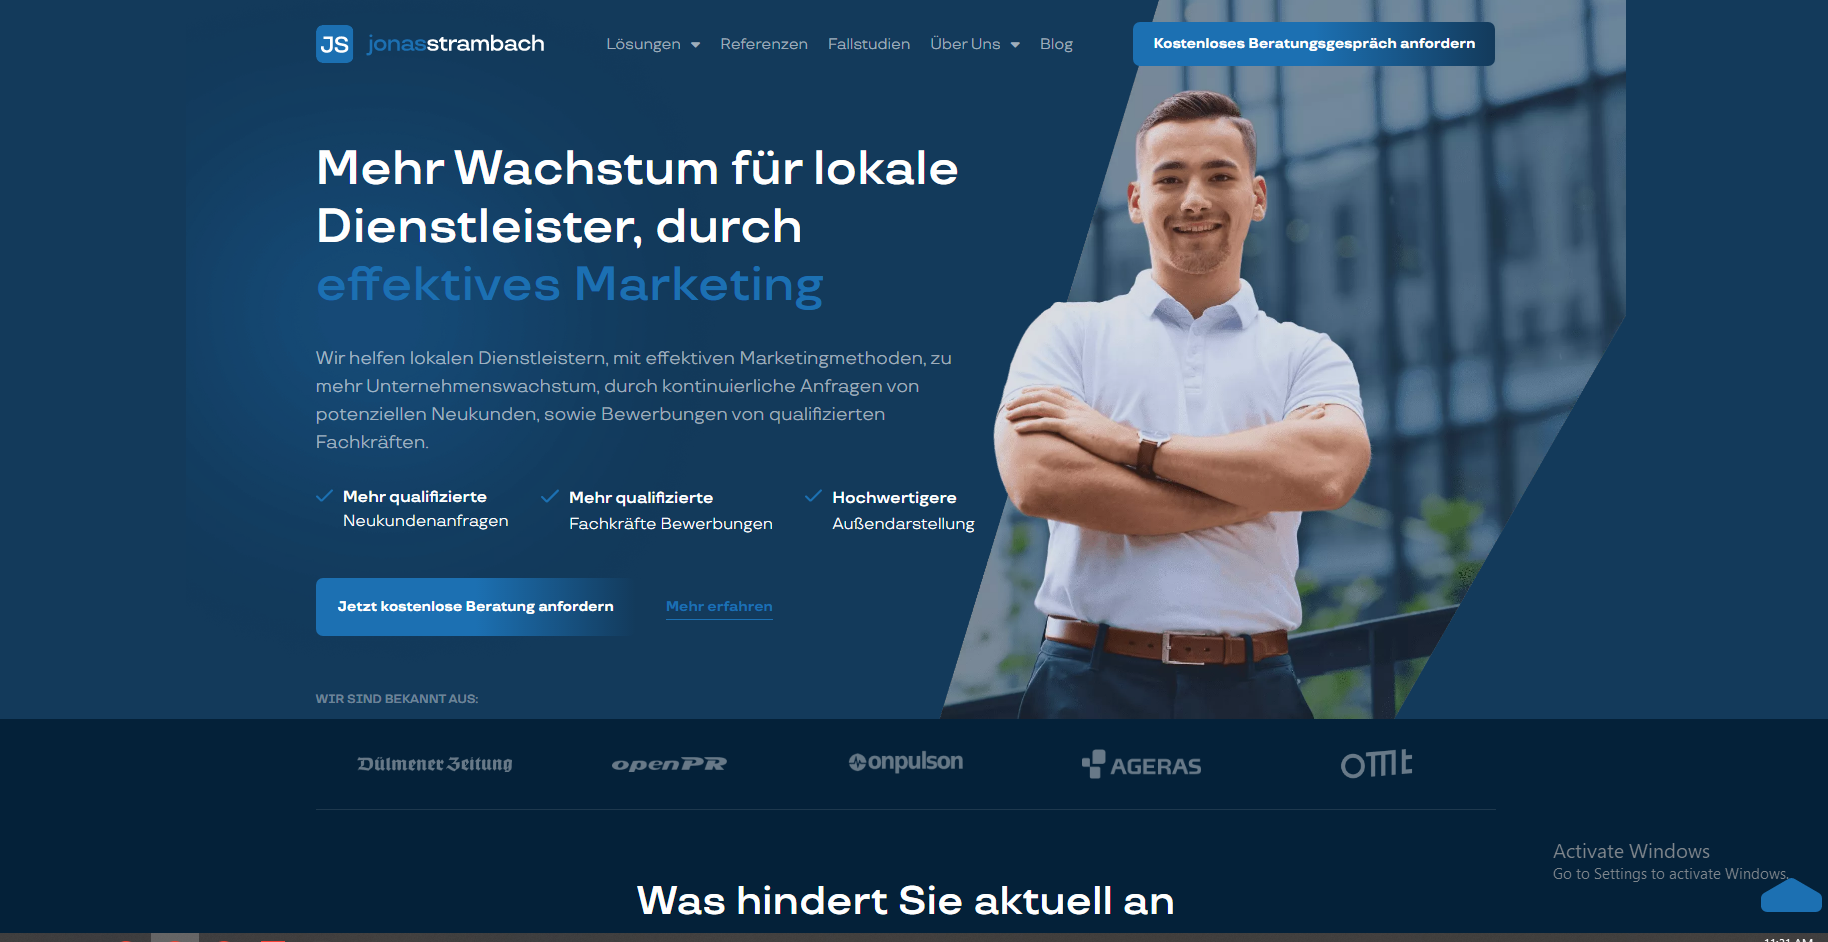 JS jonasstrambach
Lösungen Referenzen Fallstudien Über Uns Blog
Kostenloses Beratungsgespräch anfordern
Mehr Wachstum für lokale
Dienstleister, durch
effektives Marketing
Wir helfen lokalen Dienstleistern, mit effektiven Marketingmethoden, zu
mehr Unternehmenswachstum, durch kontinuierliche Anfragen von
potenziellen Neukunden, sowie Bewerbungen von qualifizierten
Fachkräften.
Mehr qualifizierte
Neukundenanfragen
Mehr qualifizierte
Fachkräfte Bewerbungen
Hochwertigere
Außendarstellung
Jetzt kostenlose Beratung anfordern
Mehr erfahren
WIR SIND BEKANNT AUS:
Dülmener Zeitung
openPR
onpulson
AGERAS
omt
Was hindert Sie aktuell an
Activate Windows
Go to Settings to activate Windows.